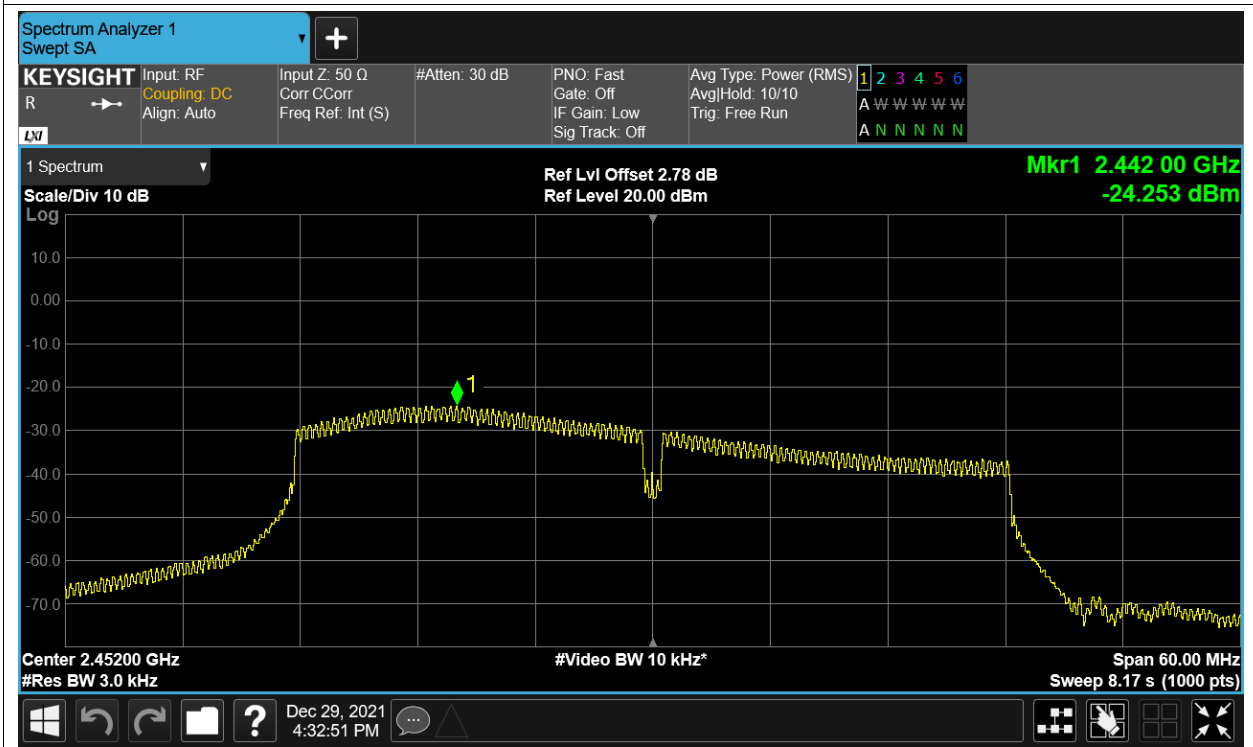 Spectrum Analyzer 1
Swept SA
+
KEYSIGHT Input: RF Input Z: 50 Ω #Atten: 30 dB PNO: Fast Avg Type: Power (RMS) 1 2 3 4 5 6
R Coupling: DC Corr CCorr Gate: Off Avg|Hold: 10/10 A W W W W W
Align: Auto Freq Ref: Int (S) IF Gain: Low Trig: Free Run
LXI Sig Track: Off A N N N N N
1 Spectrum Ref Lvl Offset 2.78 dB Mkr1 2.442 00 GHz
Scale/Div 10 dB Ref Level 20.00 dBm -24.253 dBm
Log
10.0
0.00
-10.0
-20.0
1
-30.0
-40.0
-50.0
-60.0
-70.0
Center 2.45200 GHz #Video BW 10 kHz* Span 60.00 MHz
#Res BW 3.0 kHz Sweep 8.17 s (1000 pts)
? Dec 29, 2021
4:32:51 PM